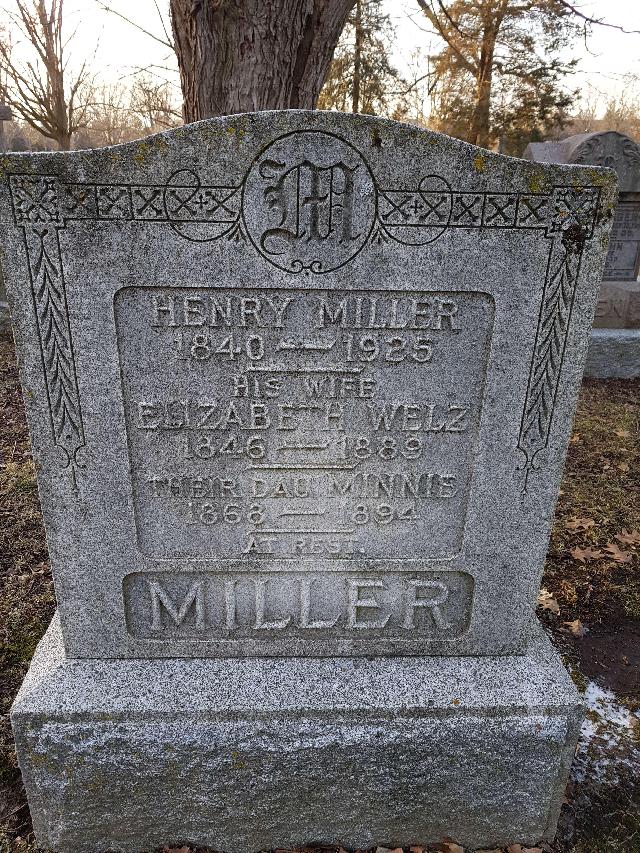 M
HENRY MILLER
1840 — 1925
HIS WIFE
ELIZABETH WELZ
1846 — 1889
THEIR DAU MINNIE
1868 — 1894
AT REST.
MILLER